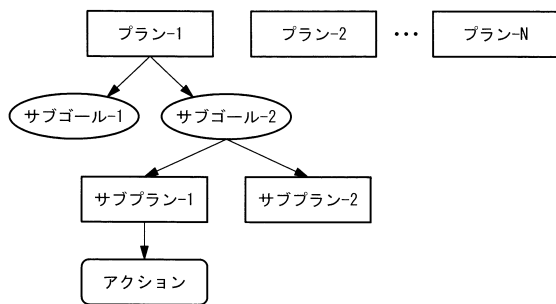 プラン-1 プラン-2 ・・・ プラン-N
サブゴール-1 サブゴール-2
サブプラン-1 サブプラン-2
アクション